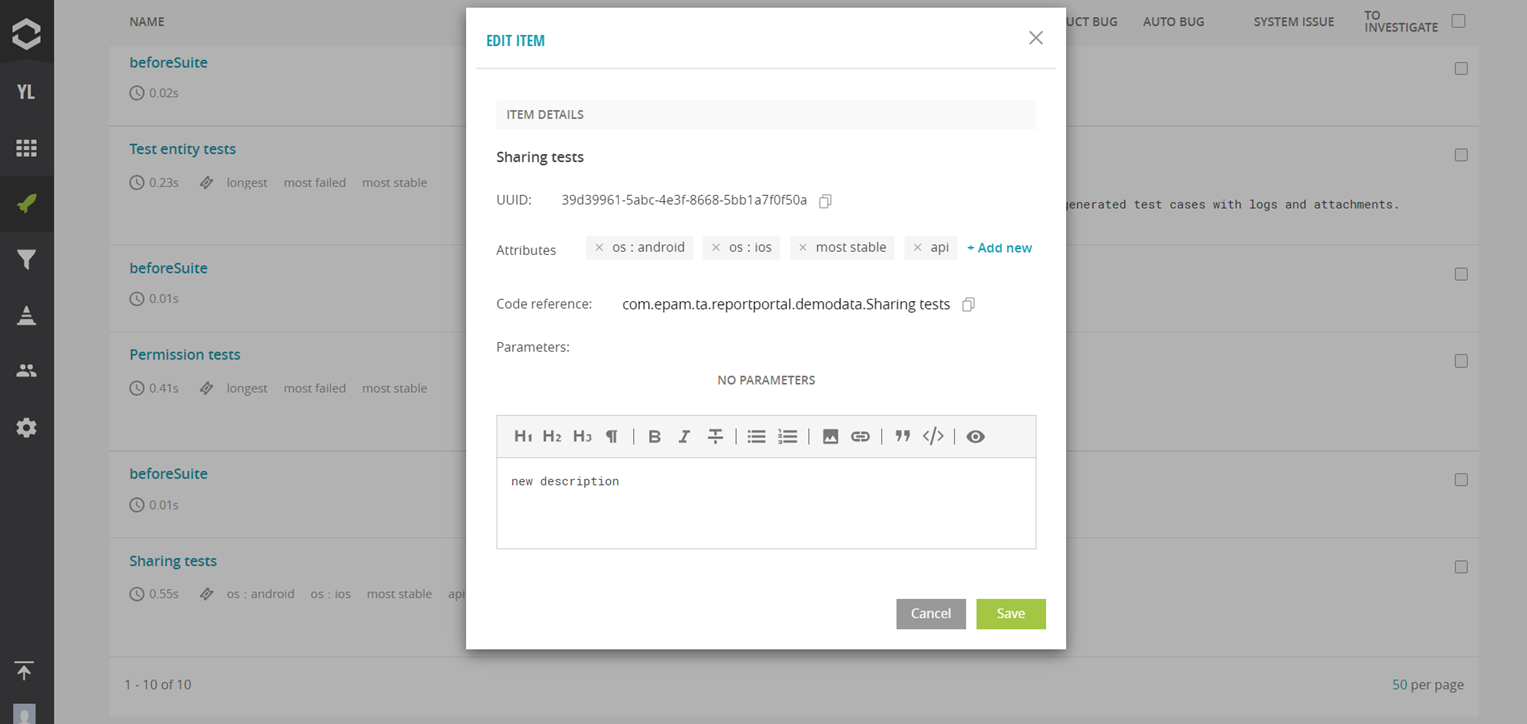 NAME
UCT BUG
AUTO BUG
SYSTEM ISSUE
TO
INVESTIGATE
YL
beforeSuite
0.02s
Test entity tests
0.23s
longest
most failed
most stable
generated test cases with logs and attachments.
beforeSuite
0.01s
Permission tests
0.41s
longest
most failed
most stable
beforeSuite
0.01s
Sharing tests
0.55s
os : android
os : ios
most stable
api
1 - 10 of 10
50 per page
EDIT ITEM
ITEM DETAILS
Sharing tests
UUID: 39d39961-5abc-4e3f-8668-5bb1a7f0f50a
Attributes × os : android × os : ios × most stable × api + Add new
Code reference: com.epam.ta.reportportal.demodata.Sharing tests
Parameters:
NO PARAMETERS
H1 H2 H3 ¶ B I T
new description
Cancel
Save